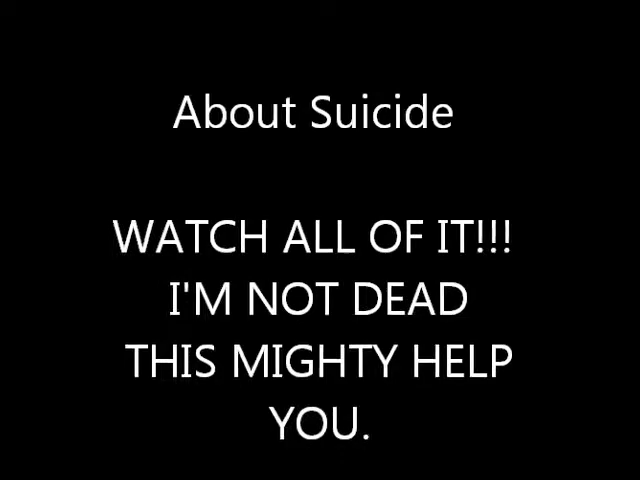 About Suicide
WATCH ALL OF IT!!!
I'M NOT DEAD
THIS MIGHTY HELP
YOU.